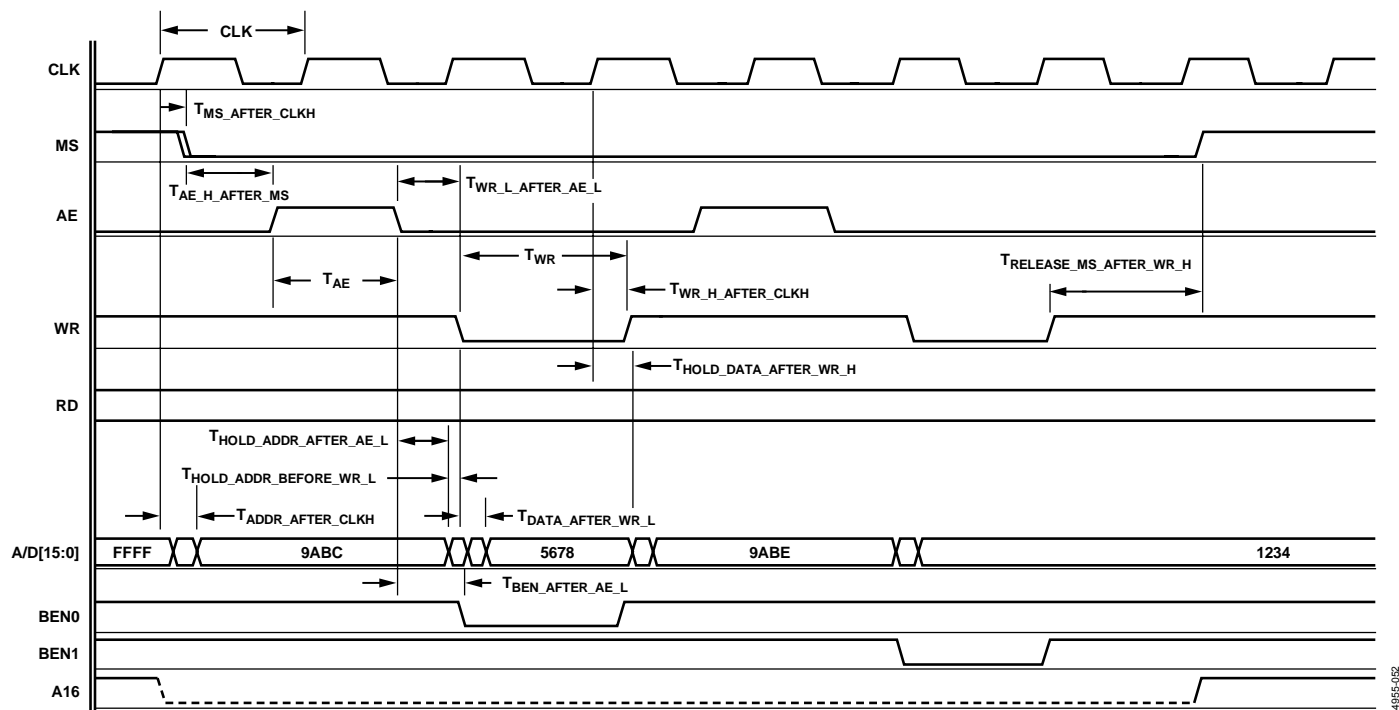 CLK
CLK
T_MS_AFTER_CLKH
MS
T_AE_H_AFTER_MS
T_WR_L_AFTER_AE_L
AE
T_AE
T_WR
T_RELEASE_MS_AFTER_WR_H
T_WR_H_AFTER_CLKH
WR
T_HOLD_DATA_AFTER_WR_H
RD
T_HOLD_ADDR_AFTER_AE_L
T_HOLD_ADDR_BEFORE_WR_L
T_ADDR_AFTER_CLKH
T_DATA_AFTER_WR_L
A/D[15:0] FFFF 9ABC 5678 9ABE 1234
T_BEN_AFTER_AE_L
BEN0
BEN1
A16
4955-052